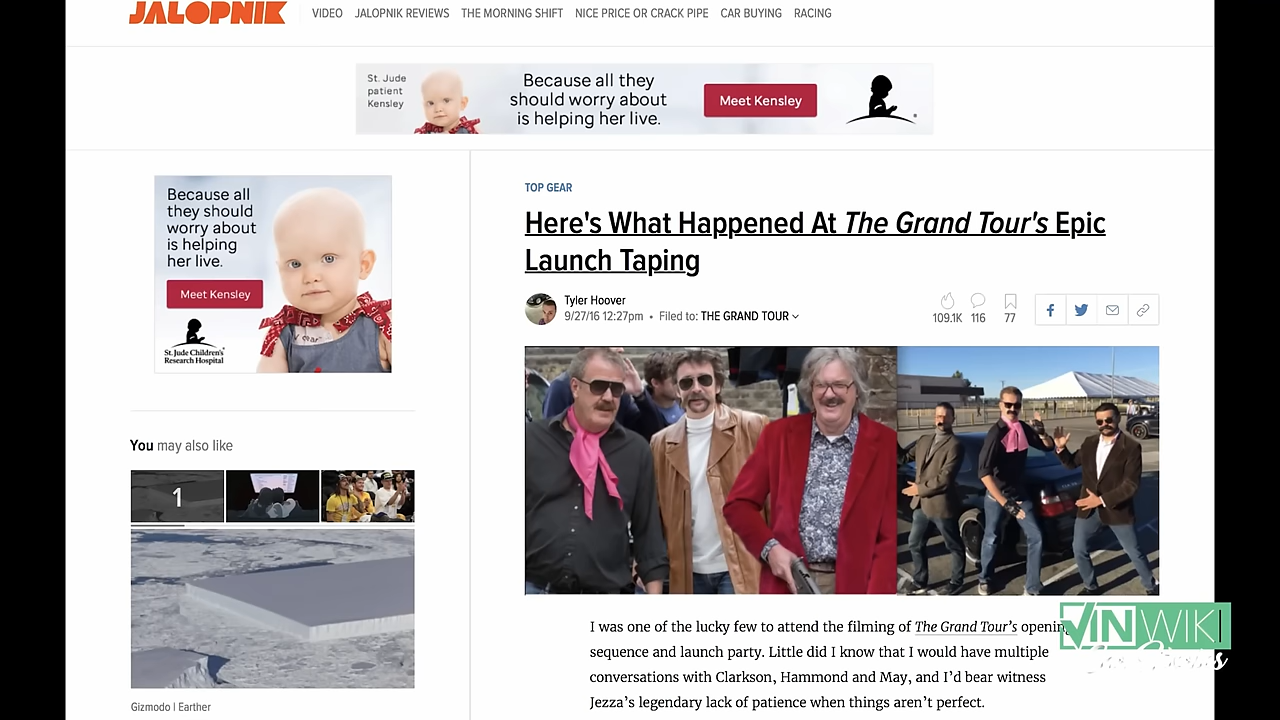 JALOPNIK
VIDEO JALOPNIK REVIEWS THE MORNING SHIFT NICE PRICE OR CRACK PIPE CAR BUYING RACING
St. Jude
patient
Kensley
Because all they
should worry about
is helping her live.
Meet Kensley
Because all
they should
worry about
is helping
her live.
Meet Kensley
St. Jude Children's
Research Hospital
You may also like
1
Gizmodo | Earther
TOP GEAR
Here's What Happened At The Grand Tour's Epic
Launch Taping
Tyler Hoover
9/27/16 12:27pm • Filed to: THE GRAND TOUR
109.1K 116 77
I was one of the lucky few to attend the filming of The Grand Tour's opening
sequence and launch party. Little did I know that I would have multiple
conversations with Clarkson, Hammond and May, and I'd bear witness
Jezza's legendary lack of patience when things aren't perfect.
VINWIKI
Car Stories